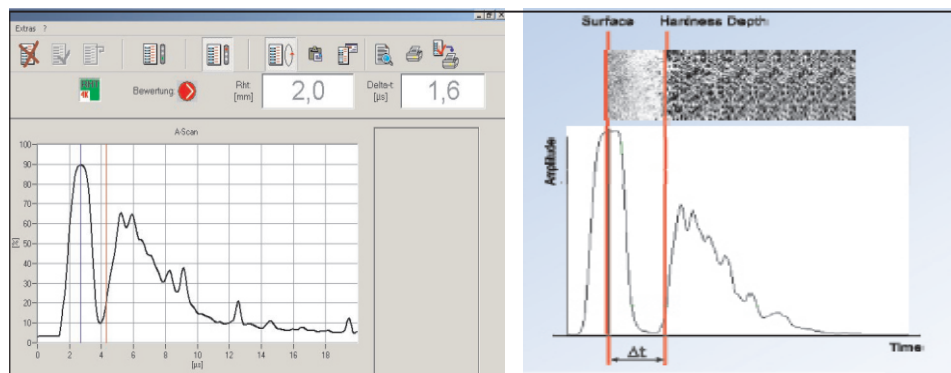 Extras ?
Bewertung:
Rht [mm]
2,0
Delta-t: [µs]
1,6
A-Scan
100
90
80
70
60
50
40
30
20
10
0
[%]
0 2 4 6 8 10 12 14 16 18
[µs]
Surface Hardness Depth:
Amplitude
Δt
Time